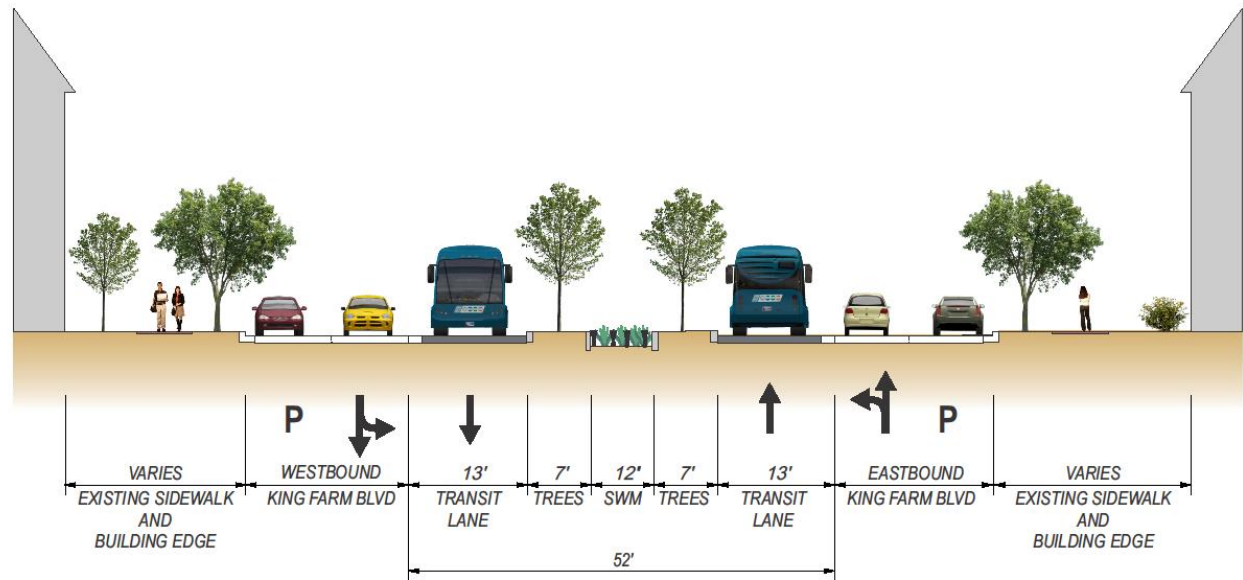 P
P
VARIES
EXISTING SIDEWALK
AND
BUILDING EDGE
WESTBOUND
KING FARM BLVD
13'
TRANSIT
LANE
7'
TREES
12'
SWM
7'
TREES
13'
TRANSIT
LANE
EASTBOUND
KING FARM BLVD
VARIES
EXISTING SIDEWALK
AND
BUILDING EDGE
52'